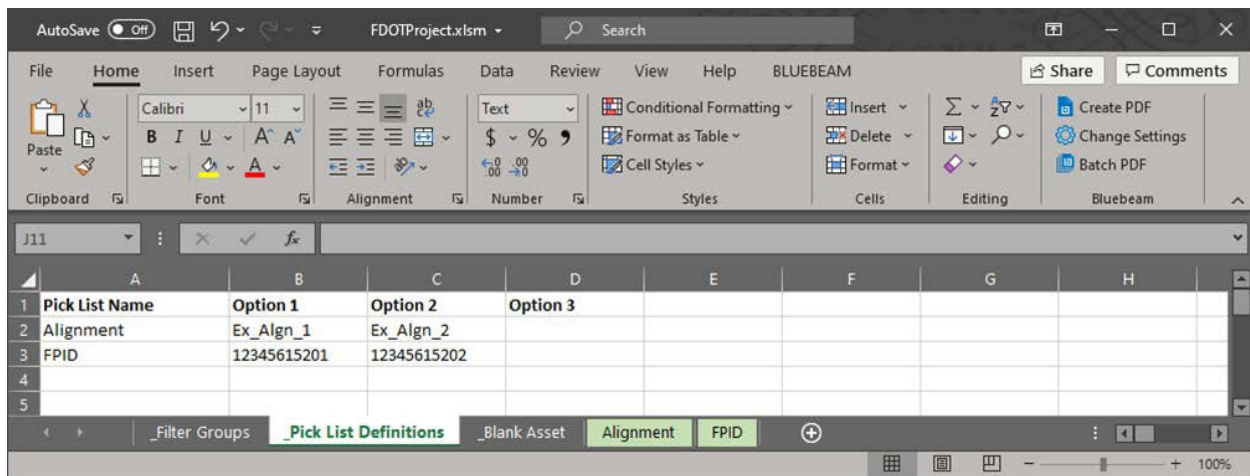 AutoSave Off FDOTProject.xlsm Search
File Home Insert Page Layout Formulas Data Review View Help BLUEBEAM Share Comments
Calibri 11 ab Text Conditional Formatting Insert Create PDF
Paste B I U A A $ % , Format as Table Delete Change Settings
A Cell Styles Format Batch PDF
Clipboard Font Alignment Number Styles Cells Editing Bluebeam
J11 fx
A B C D E F G H
1 Pick List Name Option 1 Option 2 Option 3
2 Alignment Ex_Algn_1 Ex_Algn_2
3 FPID 12345615201 12345615202
4
5
_Filter Groups _Pick List Definitions _Blank Asset Alignment FPID
100%